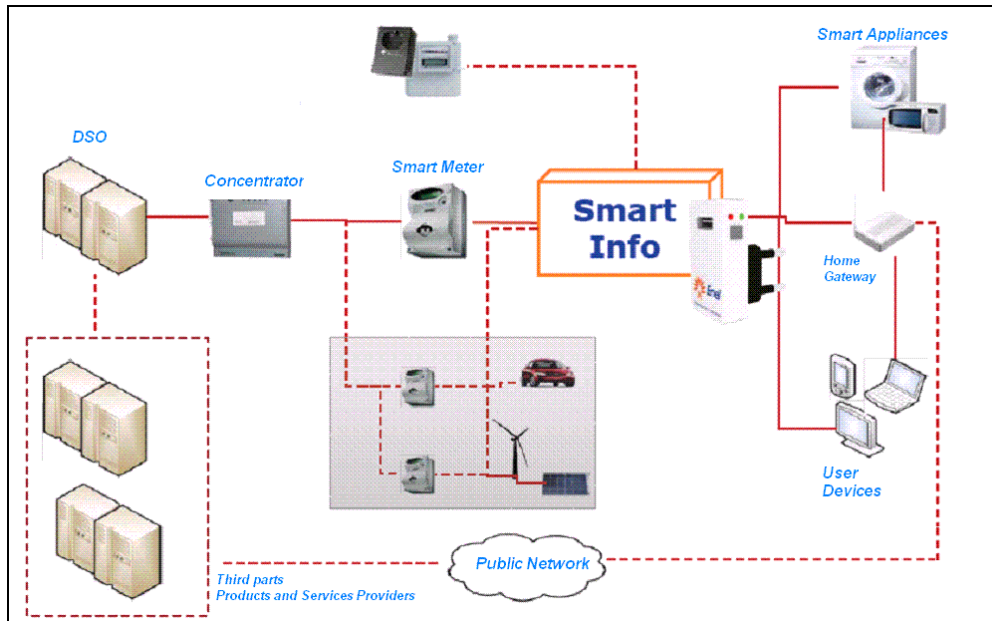 Smart Appliances
DSO
Concentrator
Smart Meter
Smart
Info
Enel
Home
Gateway
User
Devices
Public Network
Third parts
Products and Services Providers